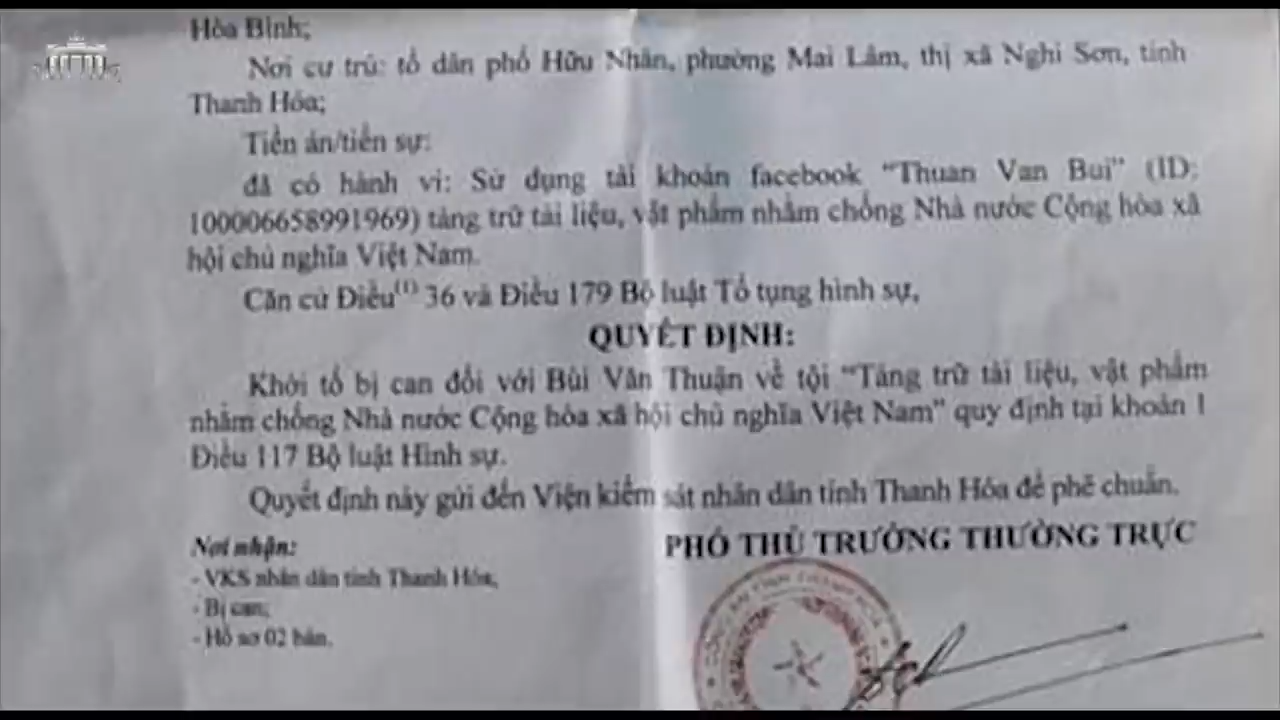 Hòa Bình;
Nơi cư trú: tổ dân phố Hữu Nhân, phường Mai Lâm, thị xã Nghi Sơn, tỉnh
Thanh Hóa;
Tiền án/tiền sự:
đã có hành vi: Sử dụng tài khoản facebook “Thuan Van Bui” (ID:
100006658991969) tàng trữ tài liệu, vật phẩm nhằm chống Nhà nước Cộng hòa xã
hội chủ nghĩa Việt Nam.
Căn cứ Điều(1) 36 và Điều 179 Bộ luật Tố tụng hình sự,
QUYẾT ĐỊNH:
Khởi tố bị can đối với Bùi Văn Thuận về tội “Tàng trữ tài liệu, vật phẩm
nhằm chống Nhà nước Cộng hòa xã hội chủ nghĩa Việt Nam” quy định tại khoản 1
Điều 117 Bộ luật Hình sự.
Quyết định này gửi đến Viện kiểm sát nhân dân tỉnh Thanh Hóa để phê chuẩn.
PHÓ THỦ TRƯỞNG THƯỜNG TRỰC
Nơi nhận:
- VKS nhân dân tỉnh Thanh Hóa;
- Bị can;
- Hồ sơ 02 bản.